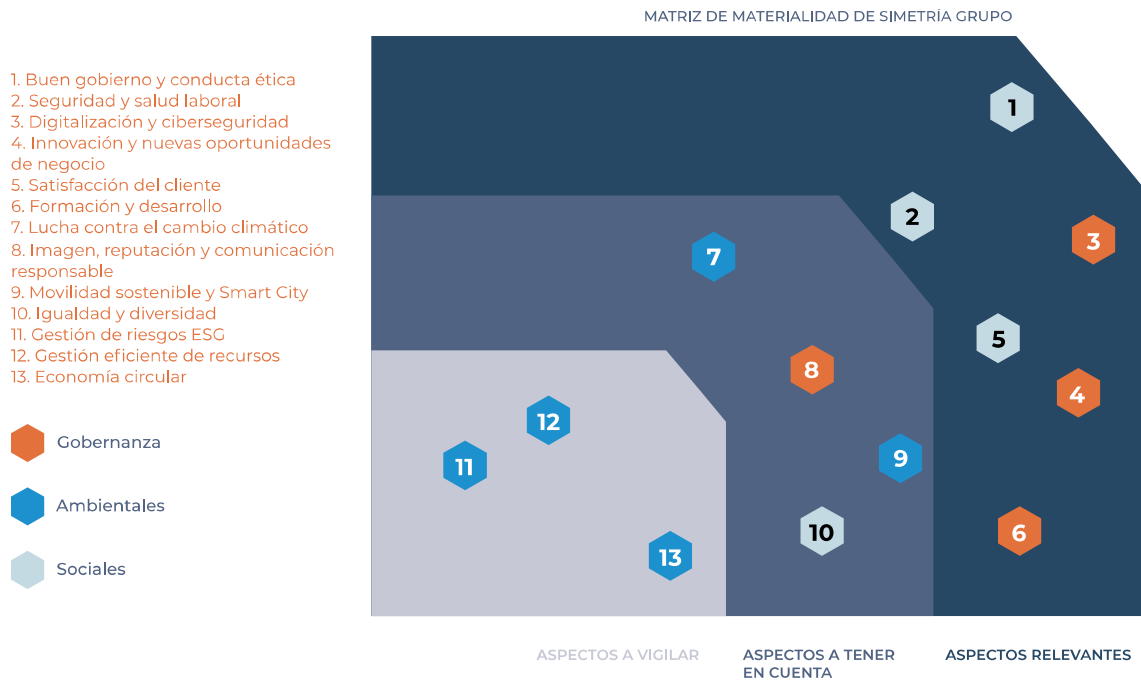 MATRIZ DE MATERIALIDAD DE SIMETRÍA GRUPO
1. Buen gobierno y conducta ética
2. Seguridad y salud laboral
3. Digitalización y ciberseguridad
4. Innovación y nuevas oportunidades
de negocio
5. Satisfacción del cliente
6. Formación y desarrollo
7. Lucha contra el cambio climático
8. Imagen, reputación y comunicación
responsable
9. Movilidad sostenible y Smart City
10. Igualdad y diversidad
11. Gestión de riesgos ESG
12. Gestión eficiente de recursos
13. Economía circular
Gobernanza
Ambientales
Sociales
1
2
3
7
5
8
4
12
9
11
10
6
13
ASPECTOS A VIGILAR
ASPECTOS A TENER
EN CUENTA
ASPECTOS RELEVANTES